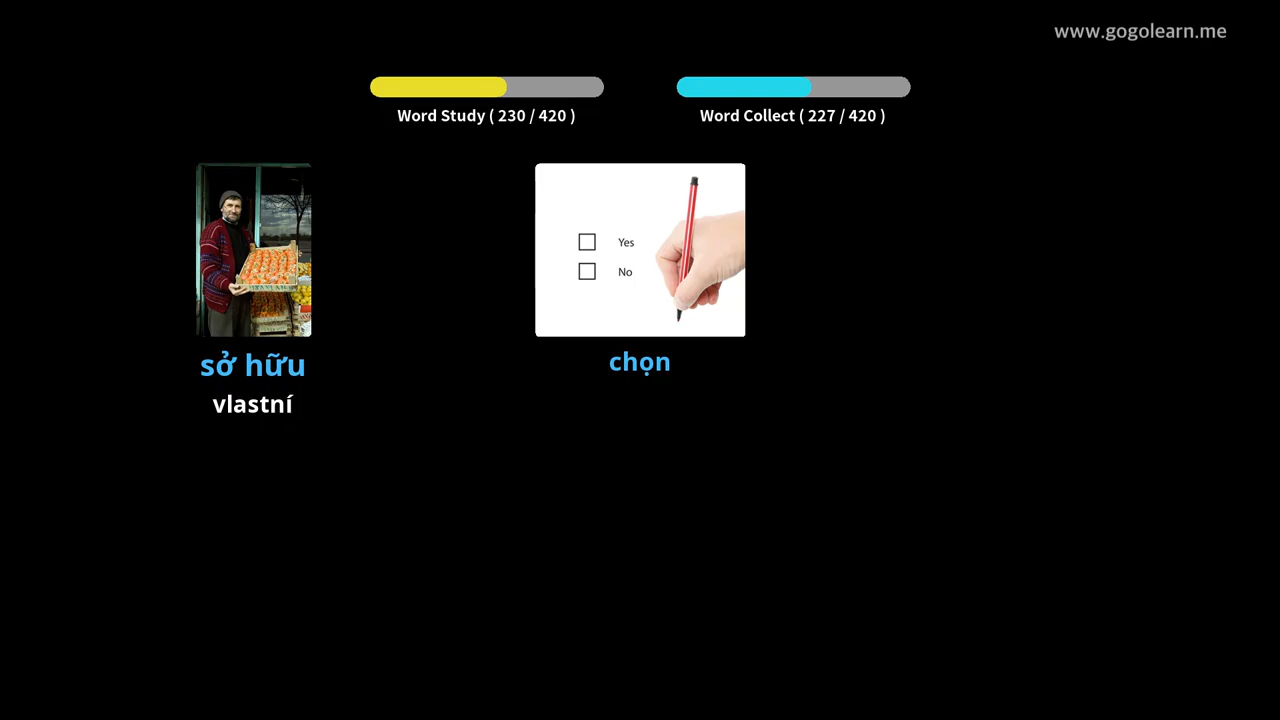 www.gogolearn.me
Word Study ( 230 / 420 )
Word Collect ( 227 / 420 )
Yes
No
sở hữu
vlastní
chọn